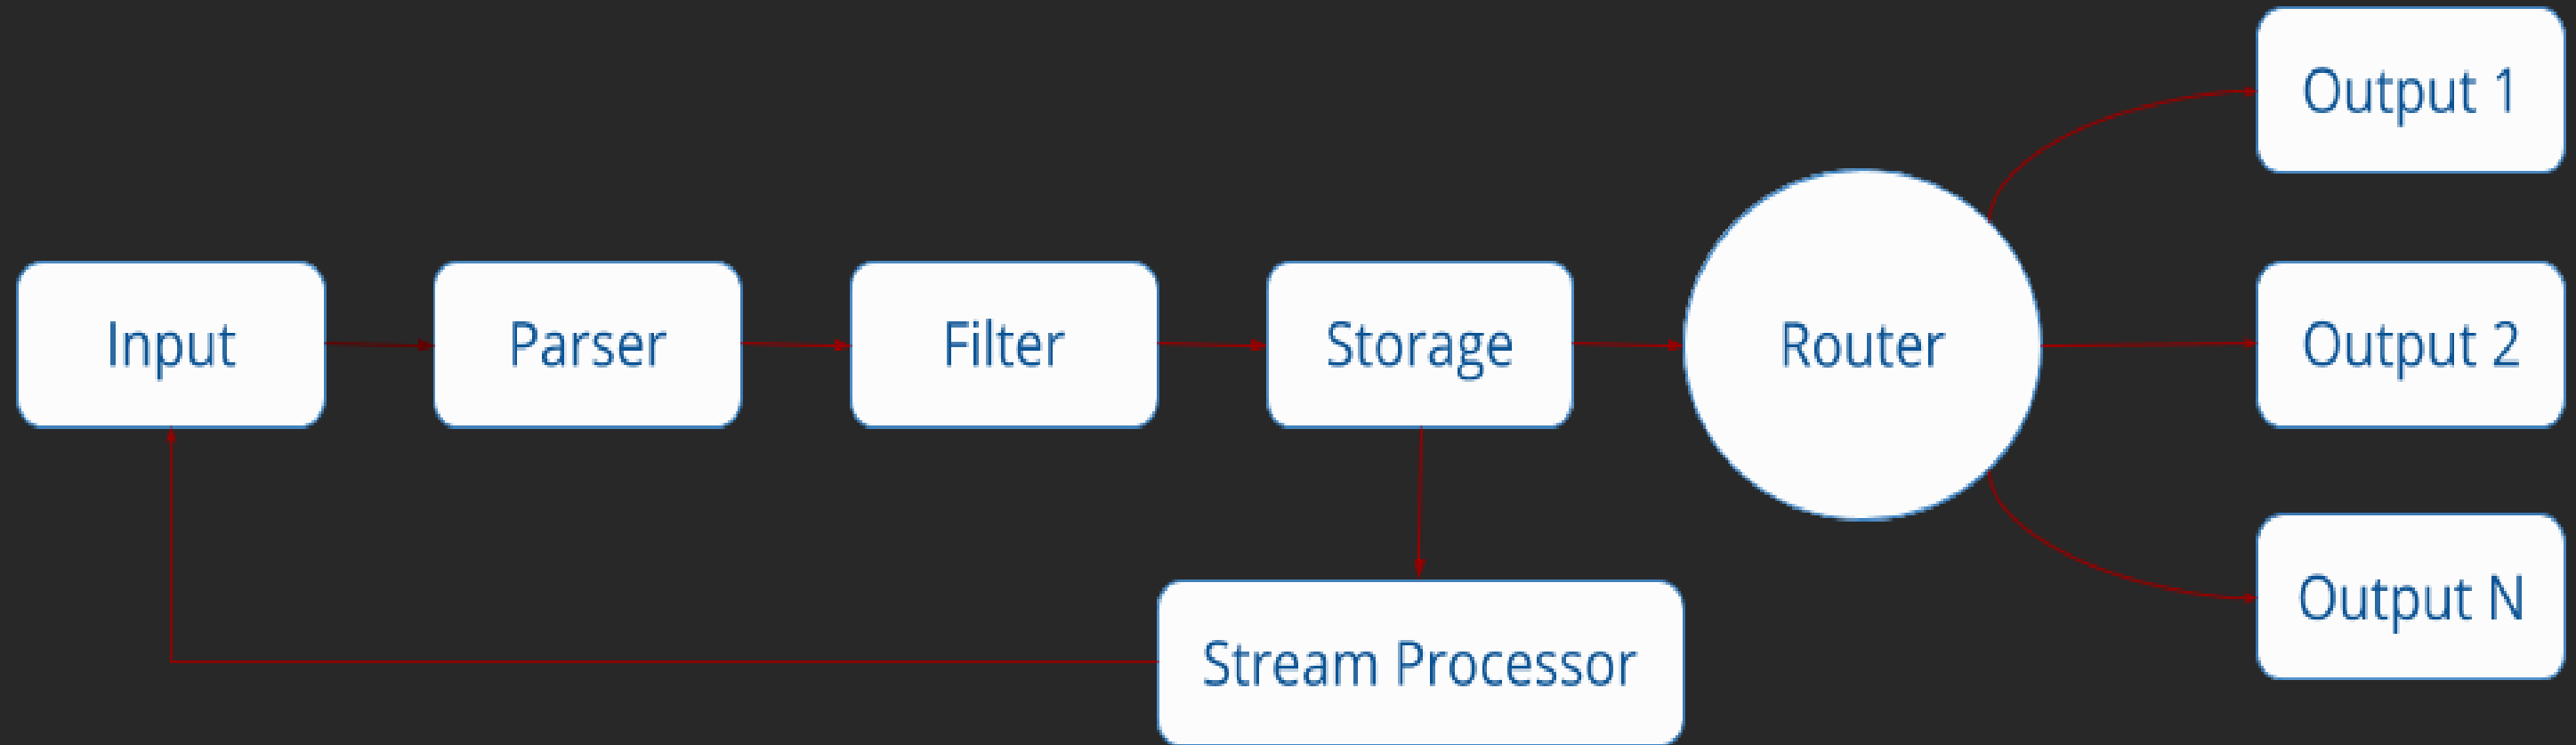 Output 1
Input
Parser
Filter
Storage
Router
Output 2
Output N
Stream Processor